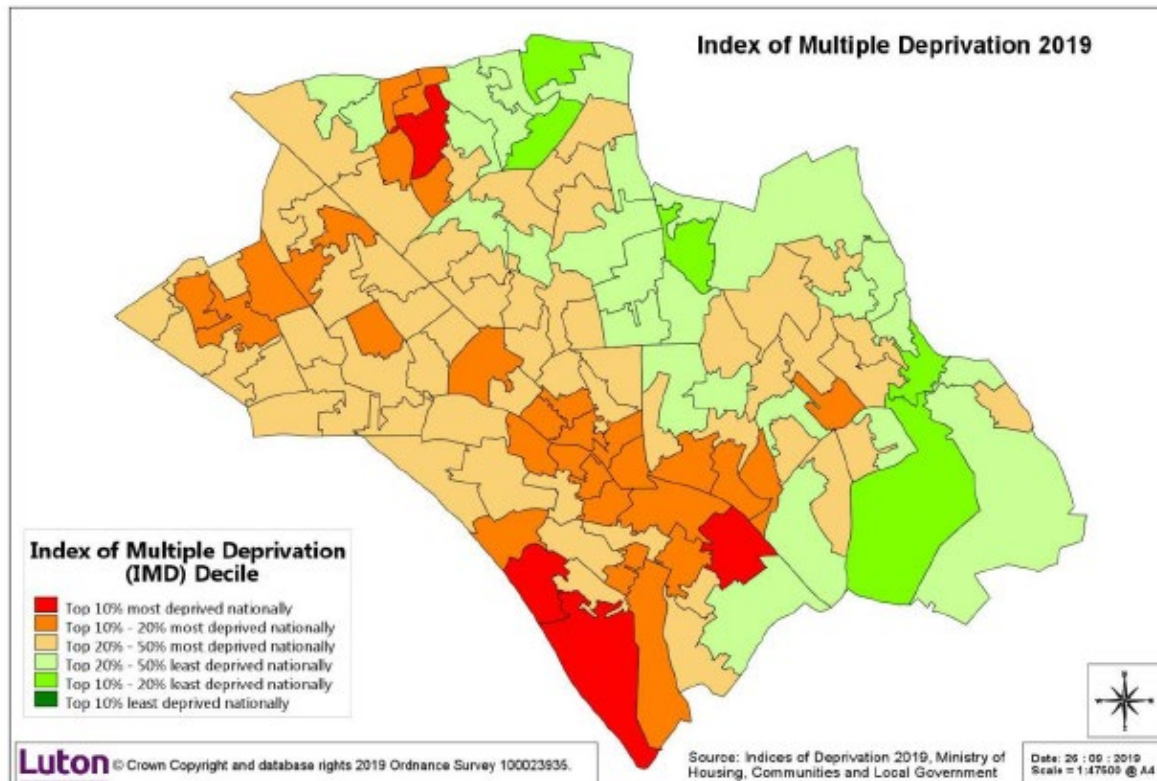 Index of Multiple Deprivation 2019
Index of Multiple Deprivation
(IMD) Decile
Top 10% most deprived nationally
Top 10% - 20% most deprived nationally
Top 20% - 50% most deprived nationally
Top 20% - 50% least deprived nationally
Top 10% - 20% least deprived nationally
Top 10% least deprived nationally
Luton © Crown Copyright and database rights 2019 Ordnance Survey 100023935.
Source: Indices of Deprivation 2019, Ministry of
Housing, Communities and Local Government
Date: 26 : 09 : 2019
Scale = 1:47500 @ A4